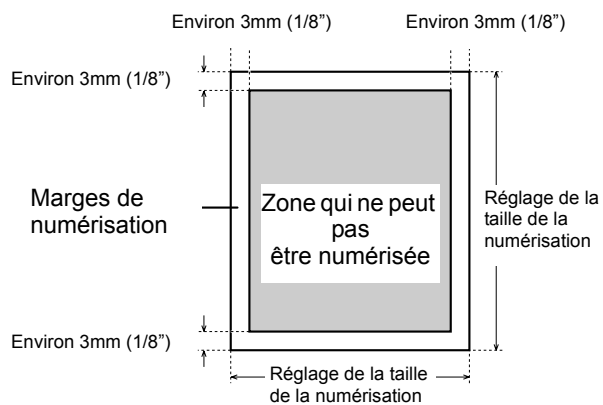 Environ 3mm (1/8”) Environ 3mm (1/8”)
Environ 3mm (1/8”)
Marges de
numérisation
Zone qui ne peut
pas
être numérisée
Réglage de la
taille de la
numérisation
Environ 3mm (1/8”)
Réglage de la taille
de la numérisation